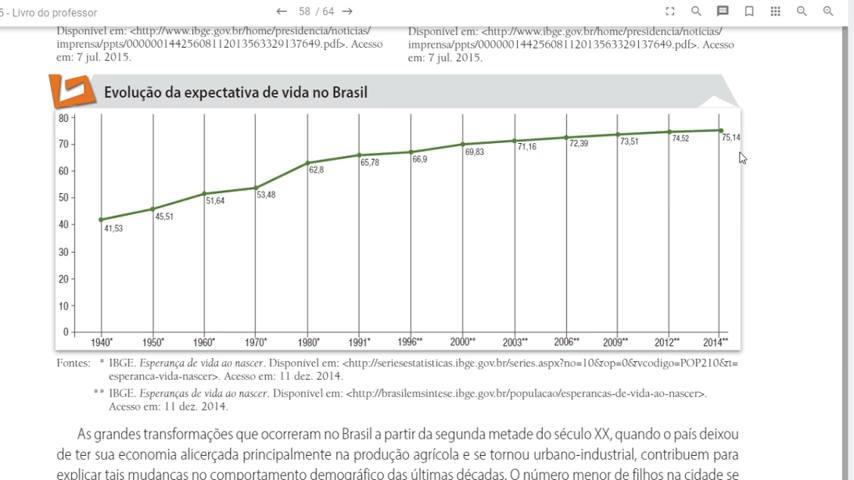 5 - Livro do professor
58 / 64
Disponível em: <http://www.ibge.gov.br/home/presidencia/noticias/
imprensa/ppts/00000014425608112013563329137649.pdf>. Acesso
em: 7 jul. 2015.
Disponível em: <http://www.ibge.gov.br/home/presidencia/noticias/
imprensa/ppts/00000014425608112013563329137649.pdf>. Acesso
em: 7 jul. 2015.
Evolução da expectativa de vida no Brasil
80
70
60
50
40
30
20
10
0
41,53
45,51
51,64
53,48
62,8
65,78
66,9
69,83
71,16
72,39
73,51
74,52
75,14
1940* 1950* 1960* 1970* 1980* 1991* 1996** 2000** 2003** 2006** 2009** 2012** 2014**
Fontes: * IBGE. Esperança de vida ao nascer. Disponível em: <http://seriesestatisticas.ibge.gov.br/series.aspx?no=10&op=0&vcodigo=POP210&t=
esperanca-vida-nascer>. Acesso em: 11 dez. 2014.
** IBGE. Esperanças de vida ao nascer. Disponível em: <http://brasilemsintese.ibge.gov.br/populacao/esperancas-de-vida-ao-nascer>.
Acesso em: 11 dez. 2014.
As grandes transformações que ocorreram no Brasil a partir da segunda metade do século XX, quando o país deixou
de ter sua economia alicerçada principalmente na produção agrícola e se tornou urbano-industrial, contribuem para
explicar tais mudanças no comportamento demográfico das últimas décadas. O número menor de filhos na cidade se